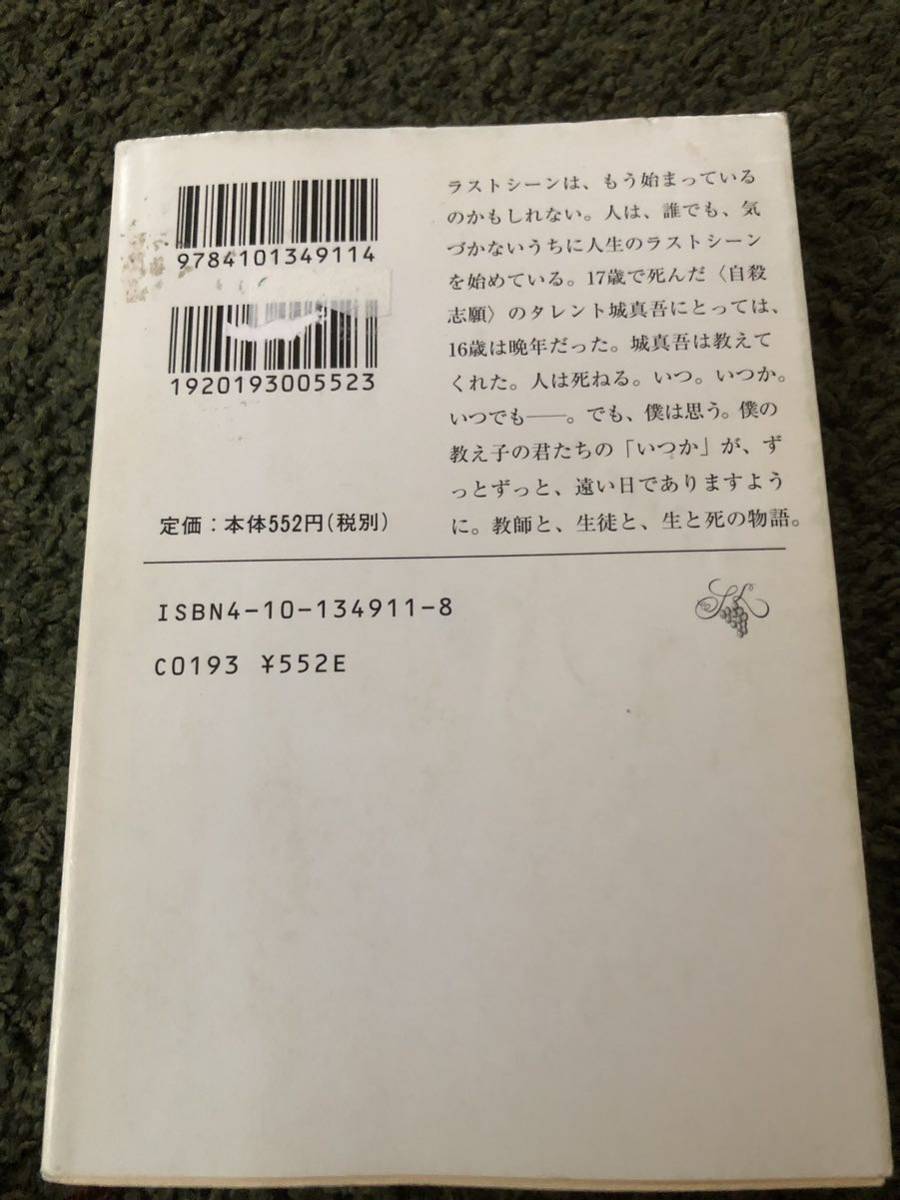 9784101349114
1920193005523
定価：本体552円（税別）
ラストシーンは、もう始まっている
のかもしれない。人は、誰でも、気
づかないうちに人生のラストシーン
を始めている。17歳で死んだ〈自殺
志願〉のタレント城真吾にとっては、
16歳は晩年だった。城真吾は教えて
くれた。人は死ねる。いつ。いつか。
いつでも――。でも、僕は思う。僕の
教え子の君たちの「いつか」が、ず
っとずっと、遠い日でありますよう
に。教師と、生徒と、生と死の物語。
ISBN4-10-134911-8
C0193 ¥552E